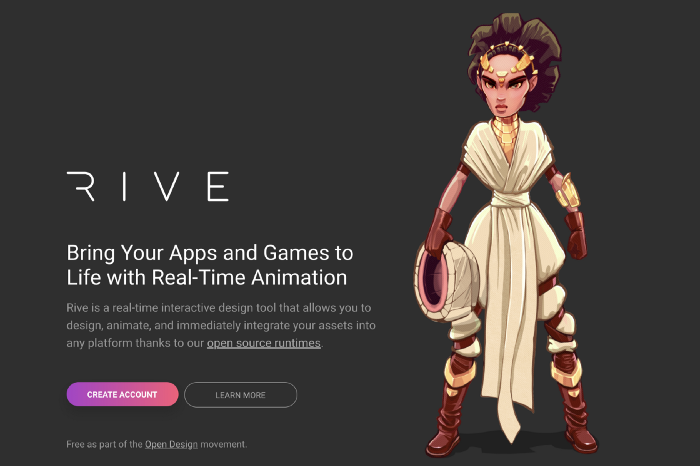 RIVE
Bring Your Apps and Games to
Life with Real-Time Animation
Rive is a real-time interactive design tool that allows you to
design, animate, and immediately integrate your assets into
any platform thanks to our open source runtimes.
CREATE ACCOUNT
LEARN MORE
Free as part of the Open Design movement.